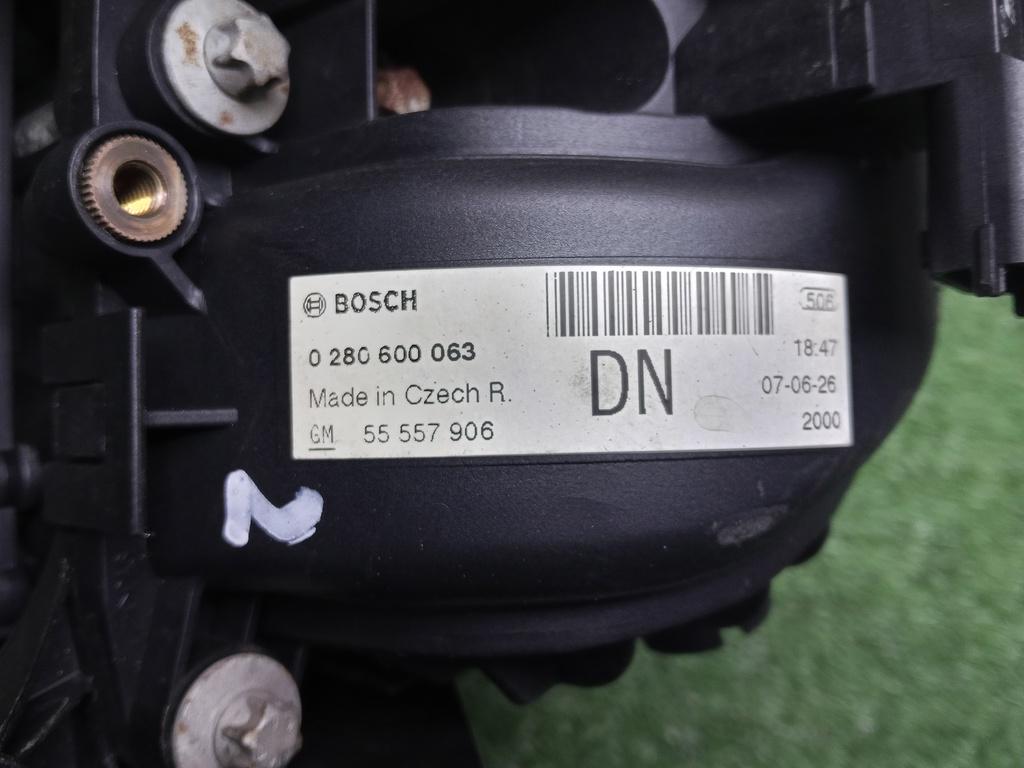 BOSCH
506
0 280 600 063
18:47
Made in Czech R.
DN
07-06-26
GM 55 557 906
2000